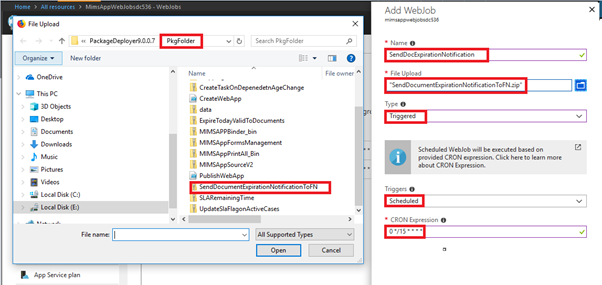 Home > All resources > MimsAppWebJobsdc536 - WebJobs
File Upload
PackageDeployer9.0.0.7 > PkgFolder
Search PkgFolder
Organize
OneDrive
This PC
3D Objects
Desktop
Documents
Downloads
Music
Pictures
Videos
Local Disk (C:)
Local Disk (E:)
Name
File owner
CreateTaskOnDepenedetnAgeChange
CreateWebApp
data
ExpireTodayValidToDocuments
MIMSAPPBinder_bin
MIMSAppFormsManagement
MIMSAppPrintAll_Bin
MIMSAppSourceV2
PublishWebApp
SendDocumentExpirationNotificationToFN
SLARemainingTime
UpdateSlaFlagonActiveCases
File name:
All Supported Types
Open
Cancel
App Service plan
Add WebJob
mimsappwebjobsdc536
* Name
SendDocExpirationNotification
* File Upload
"SendDocumentExpirationNotificationToFN.zip"
Type
Triggered
Scheduled WebJob will be executed based on
provided CRON expression. Click here to learn more
about CRON Expression.
Triggers
Scheduled
* CRON Expression
0 */15 * * * *